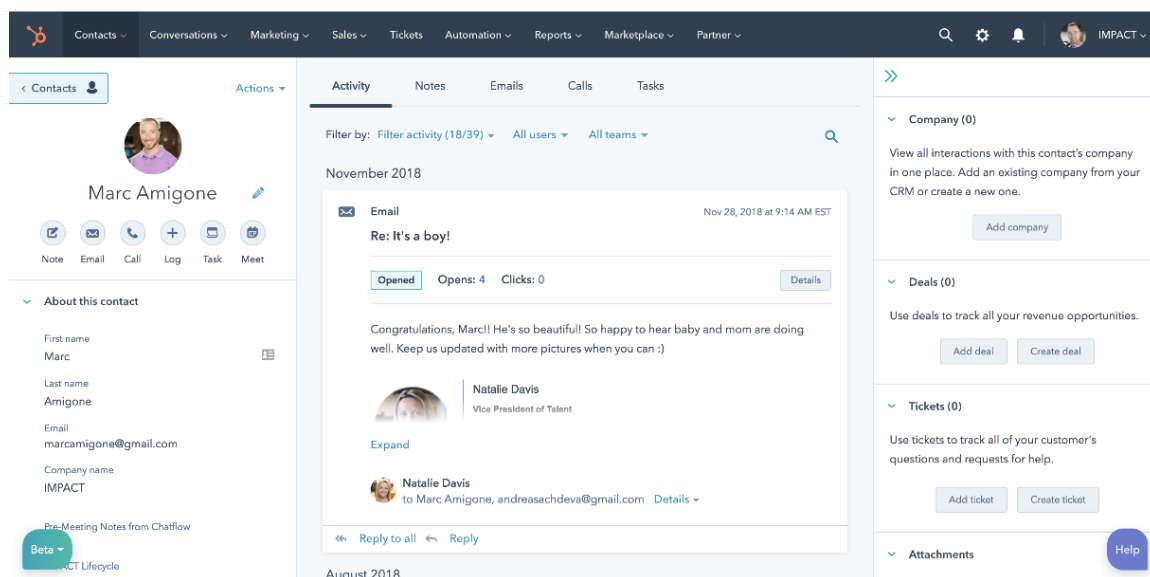 Contacts
Conversations
Marketing
Sales
Tickets
Automation
Reports
Marketplace
Partner
IMPACT
Contacts
Actions
Marc Amigone
Note
Email
Call
Log
Task
Meet
About this contact
First name
Marc
Last name
Amigone
Email
marcamigone@gmail.com
Company name
IMPACT
Pre-Meeting Notes from Chatflow
Beta
Lifecycle
Activity
Notes
Emails
Calls
Tasks
Filter by: Filter activity (18/39) All users All teams
November 2018
Email
Nov 28, 2018 at 9:14 AM EST
Re: It's a boy!
Opened Opens: 4 Clicks: 0
Details
Congratulations, Marc!! He's so beautiful! So happy to hear baby and mom are doing
well. Keep us updated with more pictures when you can :)
Natalie Davis
Vice President of Talent
Expand
Natalie Davis
to Marc Amigone, andreasachdeva@gmail.com Details
Reply to all Reply
August 2018
Company (0)
View all interactions with this contact's company
in one place. Add an existing company from your
CRM or create a new one.
Add company
Deals (0)
Use deals to track all your revenue opportunities.
Add deal
Create deal
Tickets (0)
Use tickets to track all of your customer's
questions and requests for help.
Add ticket
Create ticket
Attachments
Help